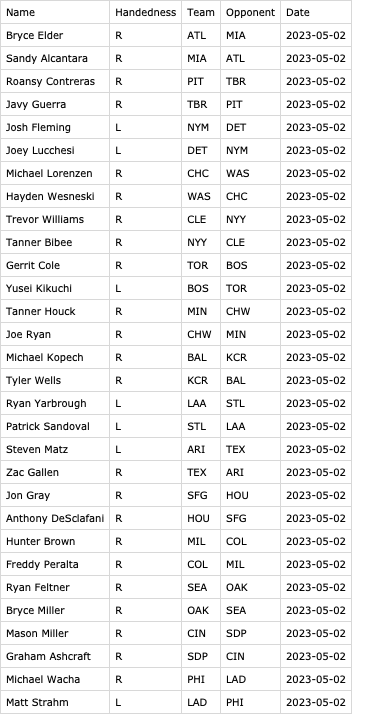 Name Handedness Team Opponent Date
Bryce Elder R ATL MIA 2023-05-02
Sandy Alcantara R MIA ATL 2023-05-02
Roansy Contreras R PIT TBR 2023-05-02
Javy Guerra R TBR PIT 2023-05-02
Josh Fleming L NYM DET 2023-05-02
Joey Lucchesi L DET NYM 2023-05-02
Michael Lorenzen R CHC WAS 2023-05-02
Hayden Wesneski R WAS CHC 2023-05-02
Trevor Williams R CLE NYY 2023-05-02
Tanner Bibee R NYY CLE 2023-05-02
Gerrit Cole R TOR BOS 2023-05-02
Yusei Kikuchi L BOS TOR 2023-05-02
Tanner Houck R MIN CHW 2023-05-02
Joe Ryan R CHW MIN 2023-05-02
Michael Kopech R BAL KCR 2023-05-02
Tyler Wells R KCR BAL 2023-05-02
Ryan Yarbrough L LAA STL 2023-05-02
Patrick Sandoval L STL LAA 2023-05-02
Steven Matz L ARI TEX 2023-05-02
Zac Gallen R TEX ARI 2023-05-02
Jon Gray R SFG HOU 2023-05-02
Anthony DeSclafani R HOU SFG 2023-05-02
Hunter Brown R MIL COL 2023-05-02
Freddy Peralta R COL MIL 2023-05-02
Ryan Feltner R SEA OAK 2023-05-02
Bryce Miller R OAK SEA 2023-05-02
Mason Miller R CIN SDP 2023-05-02
Graham Ashcraft R SDP CIN 2023-05-02
Michael Wacha R PHI LAD 2023-05-02
Matt Strahm L LAD PHI 2023-05-02